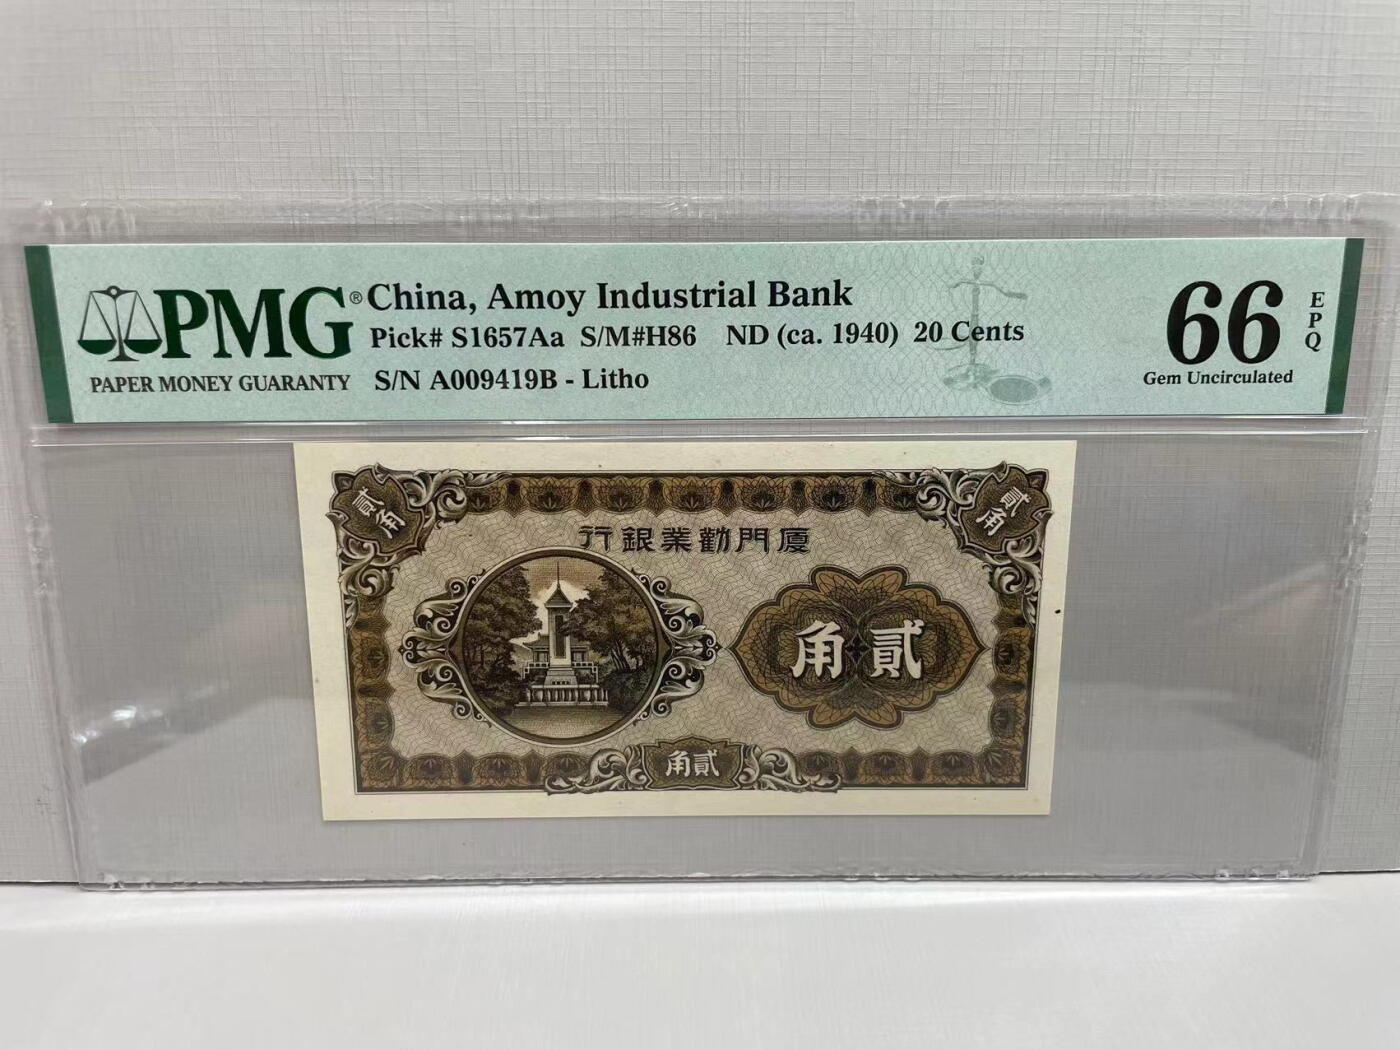 PMG® China, Amoy Industrial Bank
Pick# S1657Aa S/M#H86 ND (ca. 1940) 20 Cents
PAPER MONEY GUARANTY S/N A009419B - Litho
66 EPQ
Gem Uncirculated
貳角 貳角
厦門勸業銀行
貳角
貳角